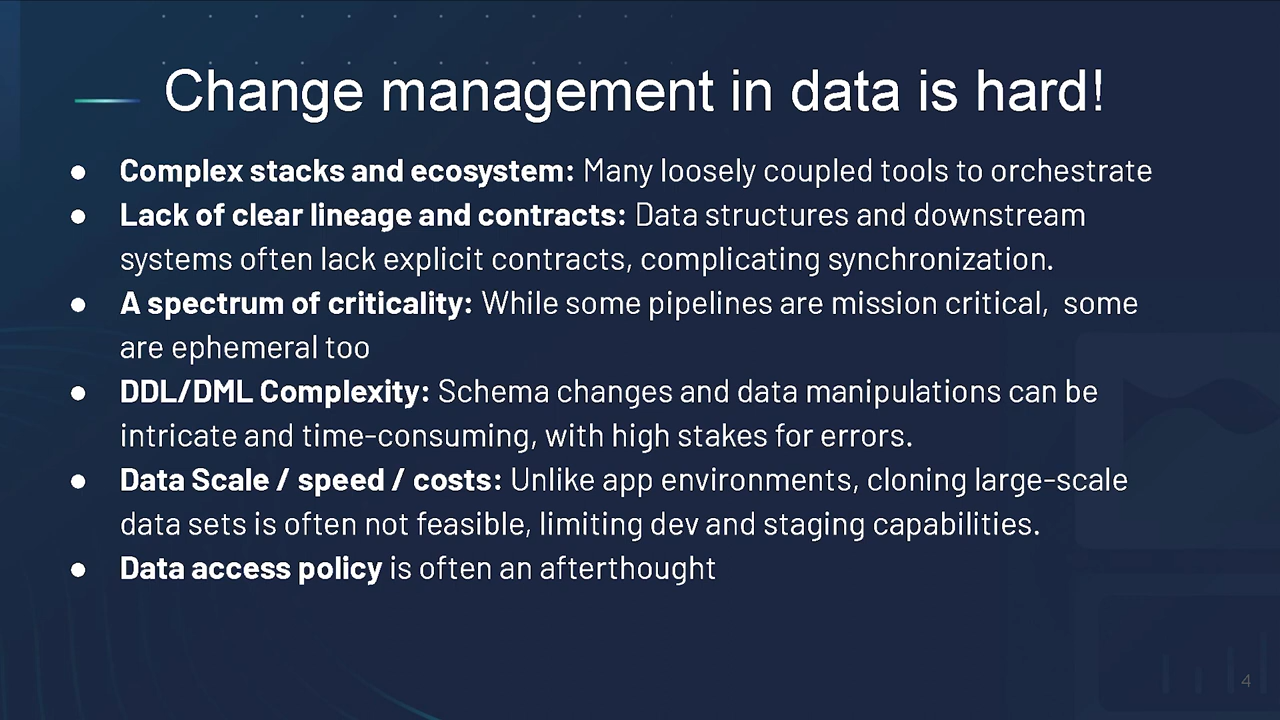 Change management in data is hard!
● Complex stacks and ecosystem: Many loosely coupled tools to orchestrate
● Lack of clear lineage and contracts: Data structures and downstream
systems often lack explicit contracts, complicating synchronization.
● A spectrum of criticality: While some pipelines are mission critical,  some
are ephemeral too
● DDL/DML Complexity: Schema changes and data manipulations can be
intricate and time-consuming, with high stakes for errors.
● Data Scale / speed / costs: Unlike app environments, cloning large-scale
data sets is often not feasible, limiting dev and staging capabilities.
● Data access policy is often an afterthought
4